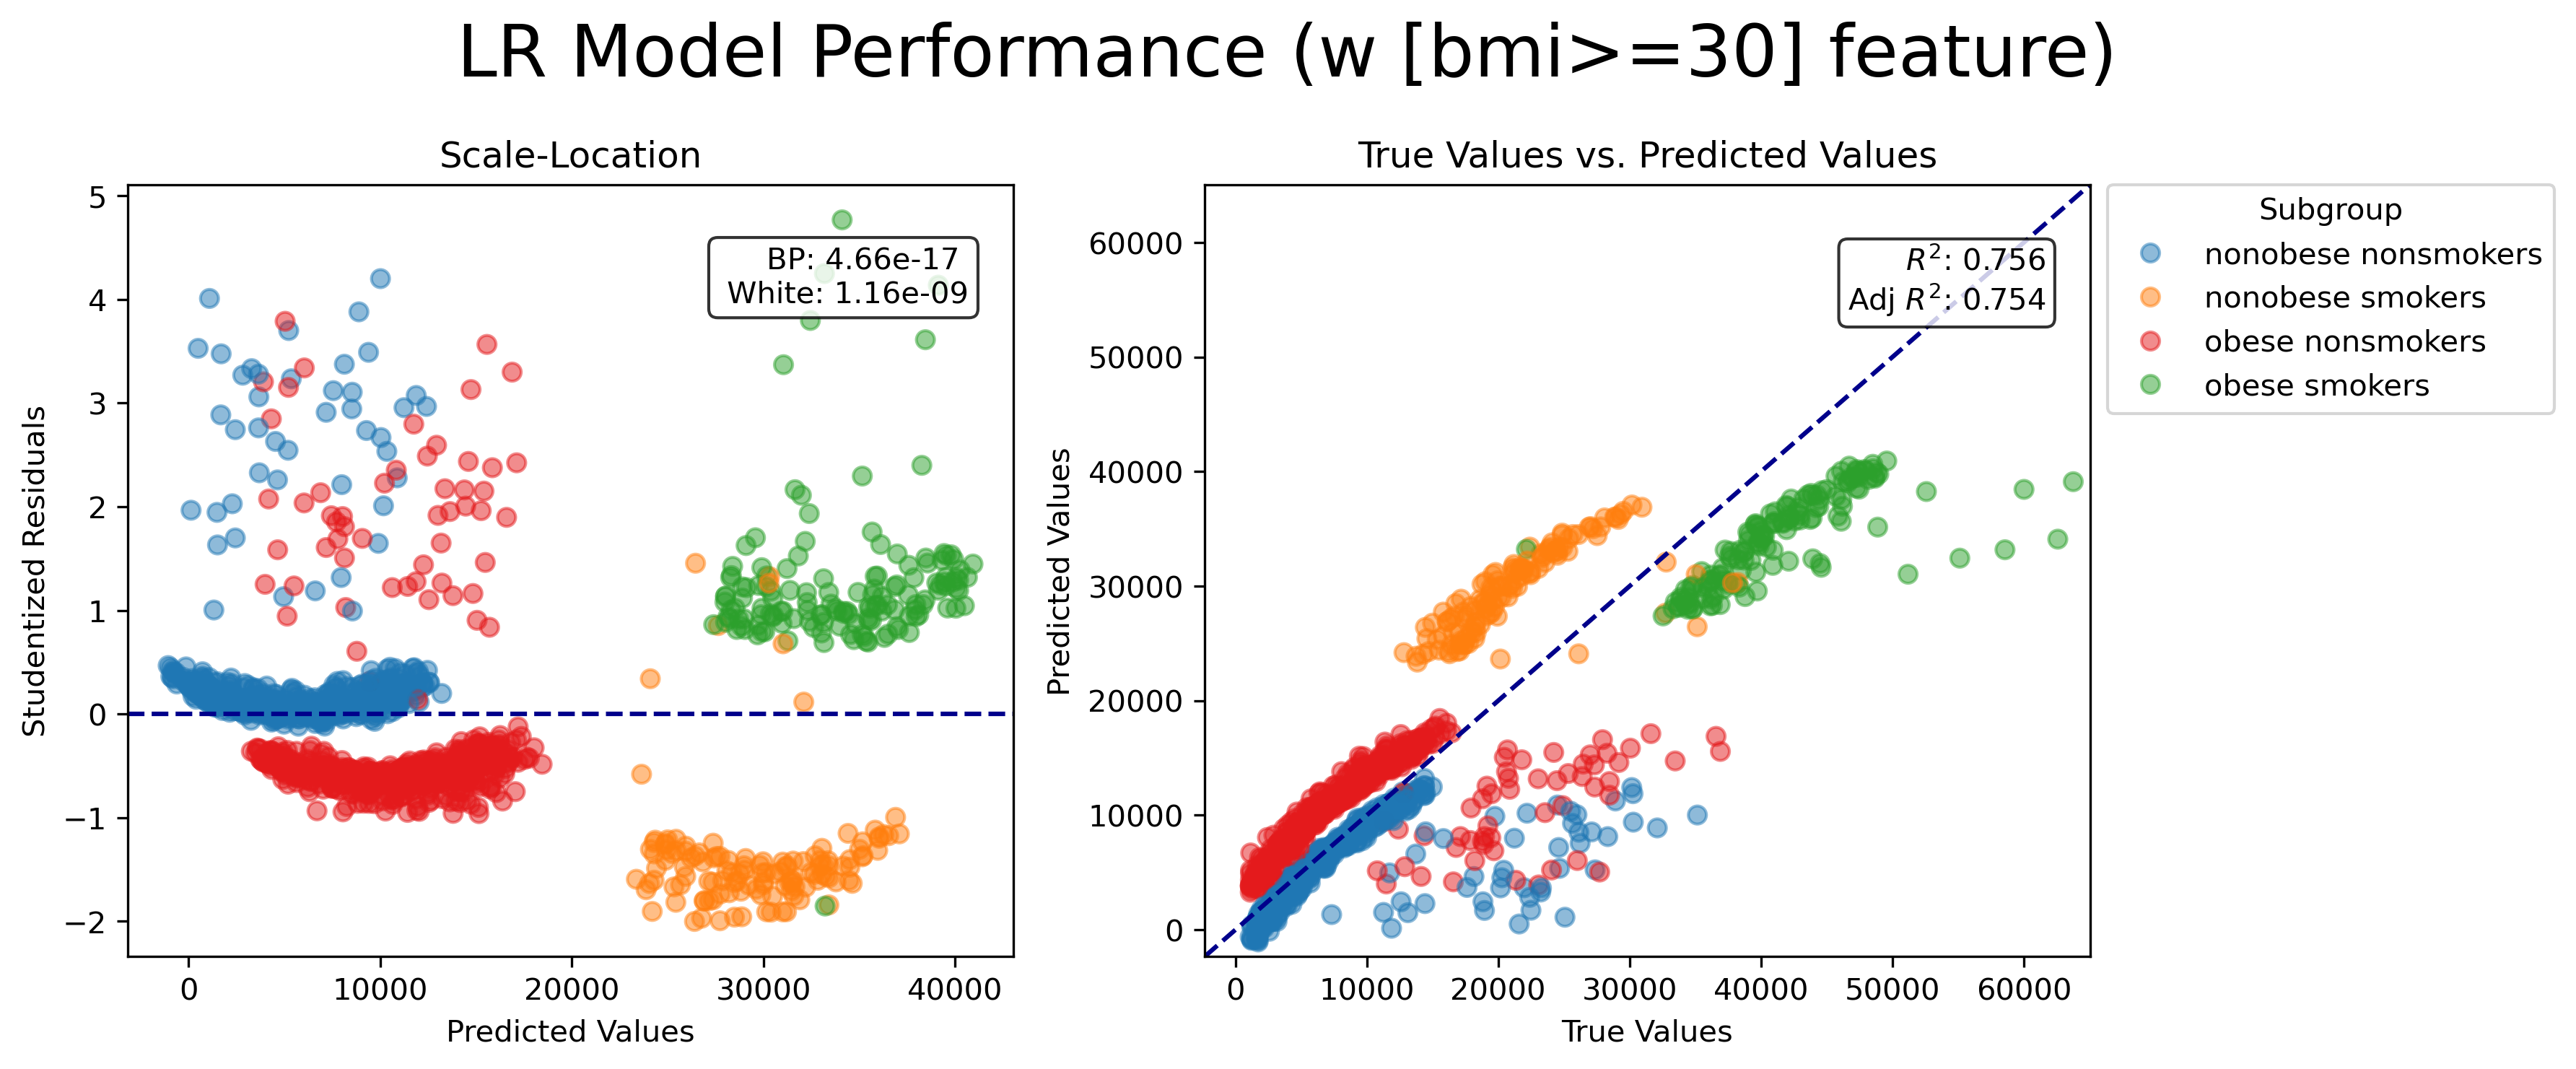 LR Model Performance (w [bmi>=30] feature)
Scale-Location
5
4
3
2
1
0
−1
−2
Studentized Residuals
BP: 4.66e-17
White: 1.16e-09
0
10000
20000
30000
40000
Predicted Values
True Values vs. Predicted Values
60000
50000
40000
30000
20000
10000
0
Predicted Values
R²: 0.756
Adj R²: 0.754
0
10000
20000
30000
40000
50000
60000
True Values
Subgroup
nonobese nonsmokers
nonobese smokers
obese nonsmokers
obese smokers